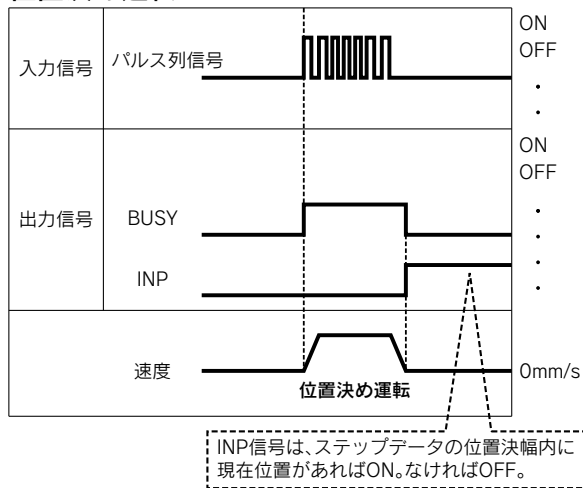 ON
OFF
入力信号 パルス列信号
ON
OFF
出力信号 BUSY
INP
速度
0mm/s
位置決め運転
INP信号は、ステップデータの位置決幅内に
現在位置があればON。なければOFF。